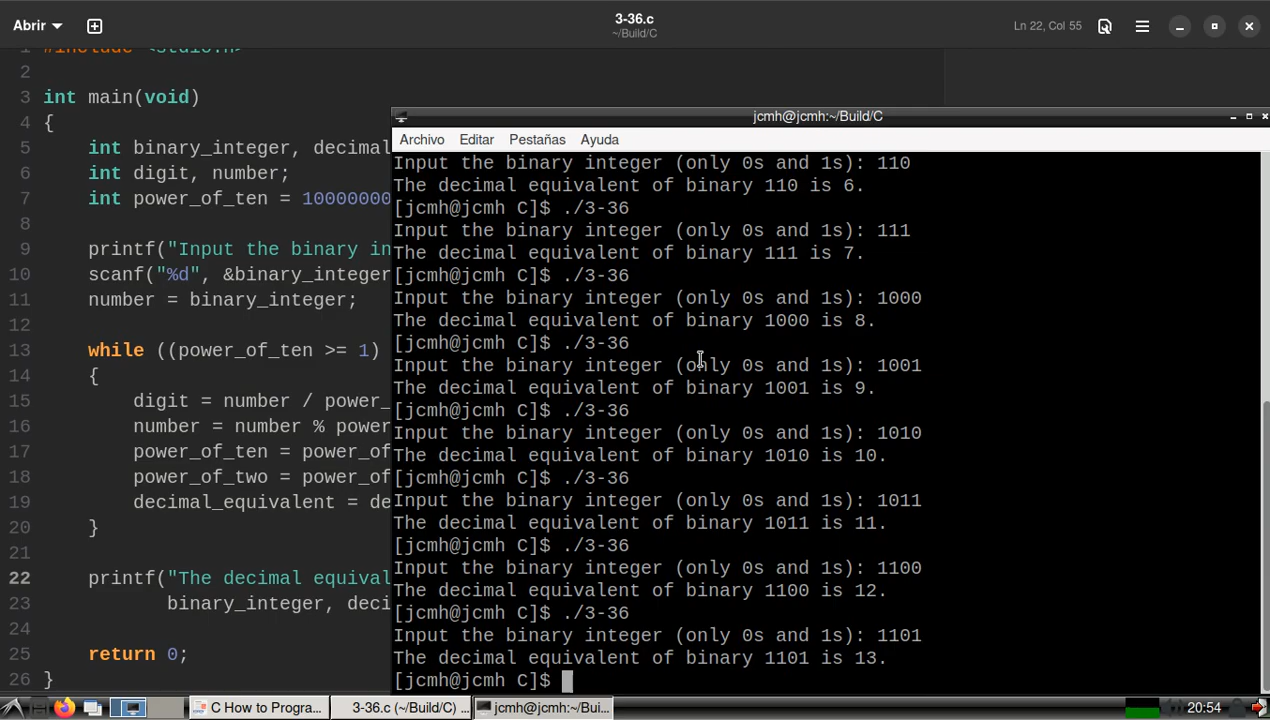 Abrir
3-36.c
~/Build/C
Ln 22, Col 55
1 #include <stdio.h>
2
3 int main(void)
4 {
5 int binary_integer, decimal
6 int digit, number;
7 int power_of_ten = 10000000
8
9 printf("Input the binary in
10 scanf("%d", &binary_integer
11 number = binary_integer;
12
13 while ((power_of_ten >= 1)
14 {
15 digit = number / power_
16 number = number % power
17 power_of_ten = power_of
18 power_of_two = power_of
19 decimal_equivalent = de
20 }
21
22 printf("The decimal equival
23 binary_integer, deci
24
25 return 0;
26 }
jcmh@jcmh:~/Build/C
Archivo Editar Pestañas Ayuda
Input the binary integer (only 0s and 1s): 110
The decimal equivalent of binary 110 is 6.
[jcmh@jcmh C]$ ./3-36
Input the binary integer (only 0s and 1s): 111
The decimal equivalent of binary 111 is 7.
[jcmh@jcmh C]$ ./3-36
Input the binary integer (only 0s and 1s): 1000
The decimal equivalent of binary 1000 is 8.
[jcmh@jcmh C]$ ./3-36
Input the binary integer (only 0s and 1s): 1001
The decimal equivalent of binary 1001 is 9.
[jcmh@jcmh C]$ ./3-36
Input the binary integer (only 0s and 1s): 1010
The decimal equivalent of binary 1010 is 10.
[jcmh@jcmh C]$ ./3-36
Input the binary integer (only 0s and 1s): 1011
The decimal equivalent of binary 1011 is 11.
[jcmh@jcmh C]$ ./3-36
Input the binary integer (only 0s and 1s): 1100
The decimal equivalent of binary 1100 is 12.
[jcmh@jcmh C]$ ./3-36
Input the binary integer (only 0s and 1s): 1101
The decimal equivalent of binary 1101 is 13.
[jcmh@jcmh C]$
C How to Progra... 3-36.c (~/Build/C) ... jcmh@jcmh:~/Bui... 20:54